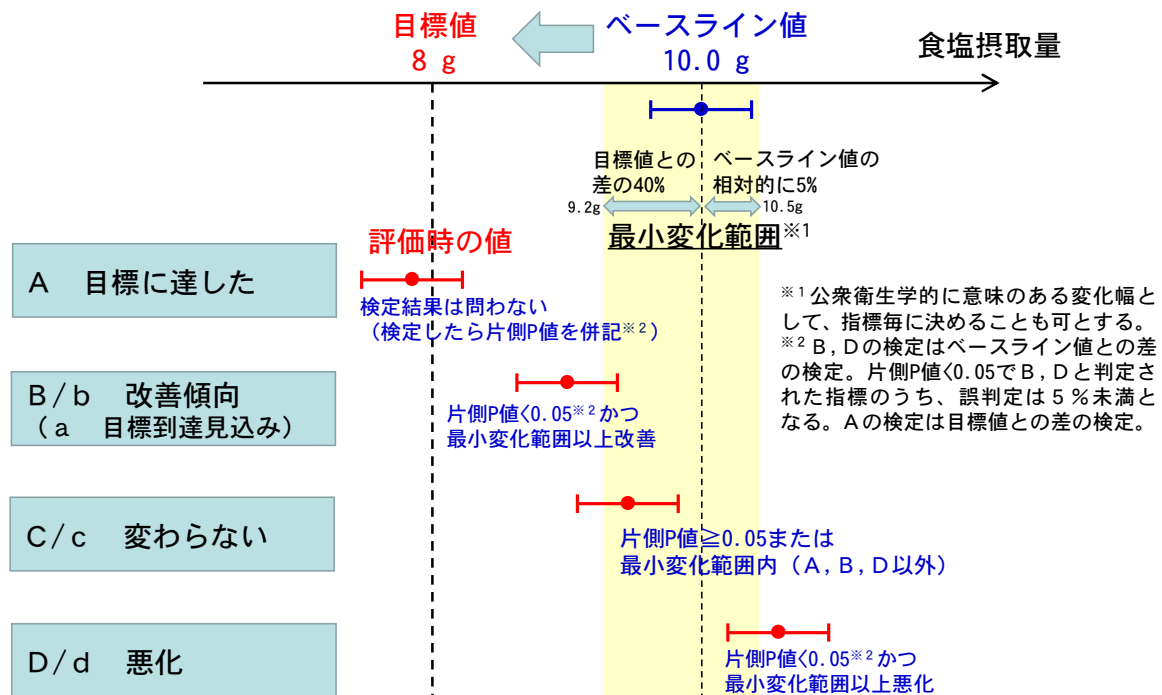 目標値
8 g
ベースライン値
10.0 g
食塩摂取量
目標値との
差の40%
ベースライン値の
相対的に5%
9.2g
10.5g
最小変化範囲※1
評価時の値
A 目標に達した
検定結果は問わない
（検定したら片側P値を併記※2）
※1公衆衛生学的に意味のある変化幅と
して、指標毎に決めることも可とする。
※2B,Dの検定はベースライン値との差
の検定。片側P値<0.05でB,Dと判定さ
れた指標のうち、誤判定は5%未満と
なる。Aの検定は目標値との差の検定。
B/b 改善傾向
（a 目標到達見込み）
片側P値<0.05※2かつ
最小変化範囲以上改善
C/c 変わらない
片側P値≧0.05または
最小変化範囲内（A,B,D以外）
D/d 悪化
片側P値<0.05※2かつ
最小変化範囲以上悪化